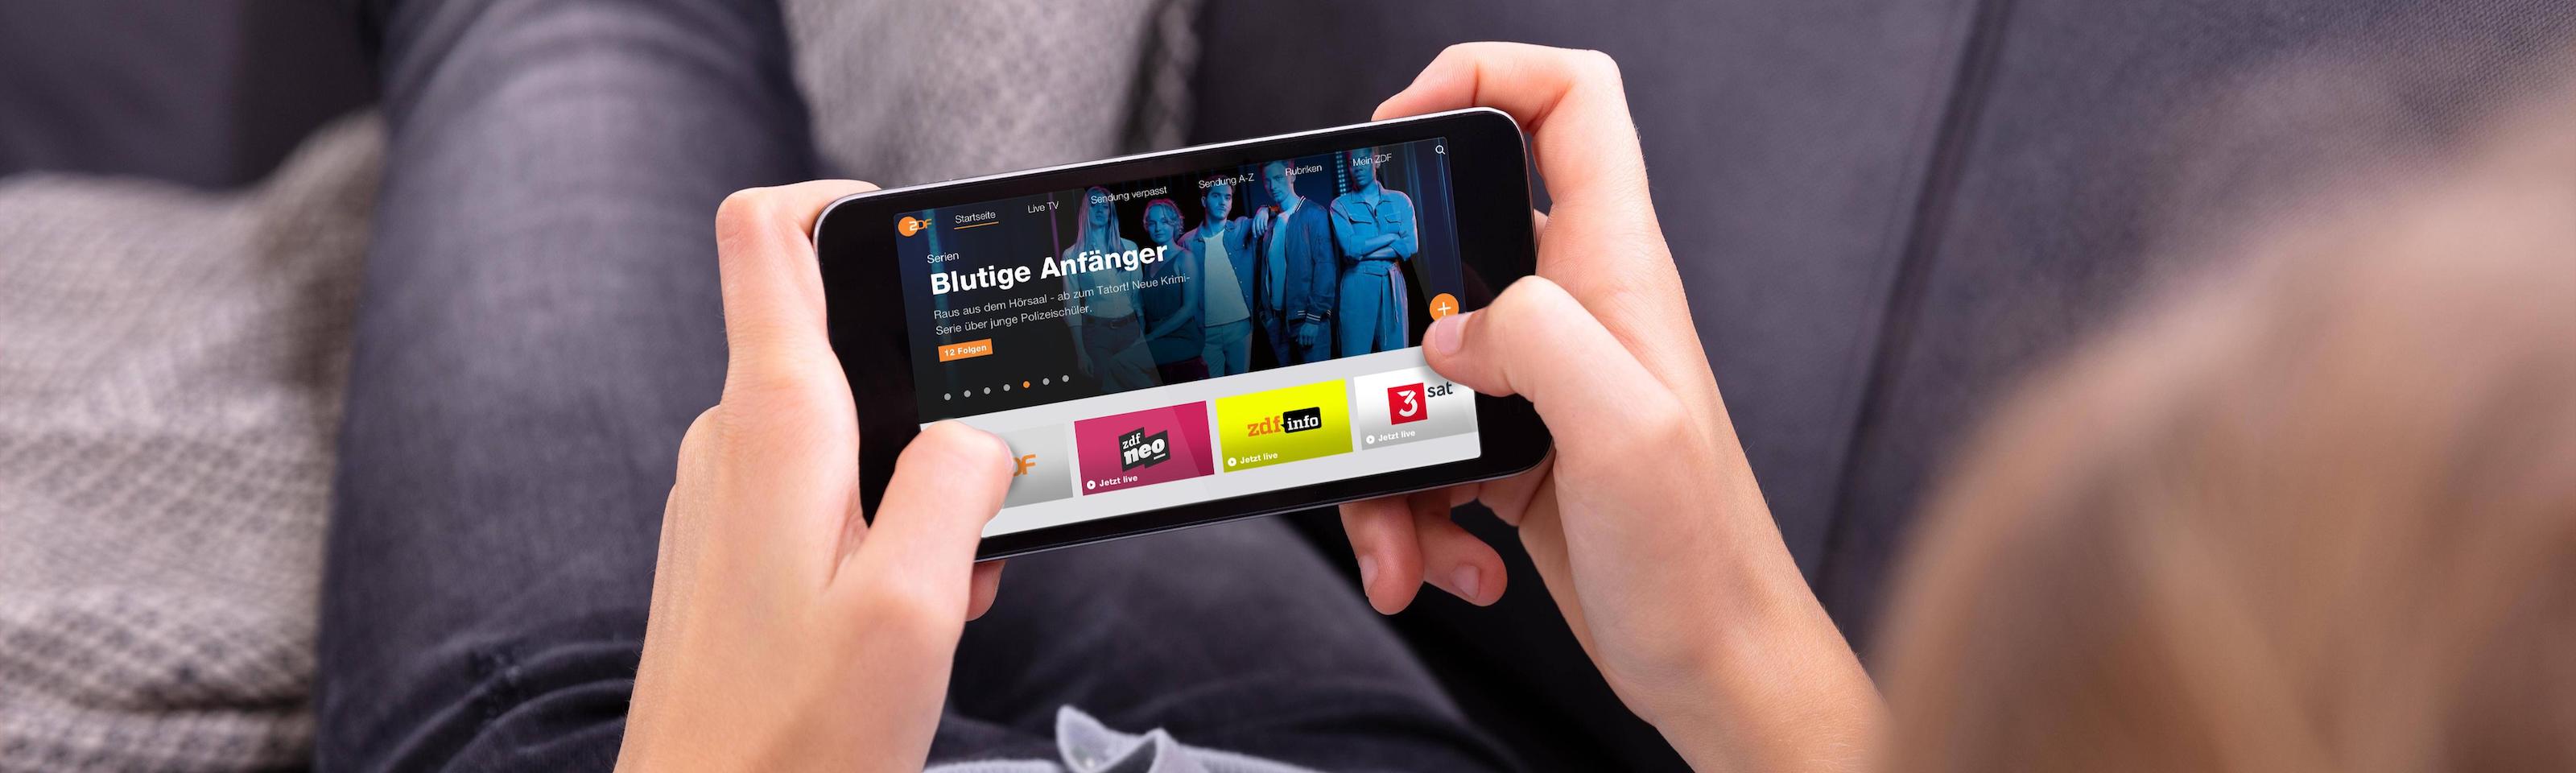 ZDF
Startseite
Live TV
Sendung verpasst
Sendung A-Z
Rubriken
Mein ZDF
Serien
Blutige Anfänger
Raus aus dem Hörsaal - ab zum Tatort! Neue Krimi-
Serie über junge Polizeischüler.
12 Folgen
DF
zdf
neo
Jetzt live
zdf info
Jetzt live
3 sat
Jetzt live